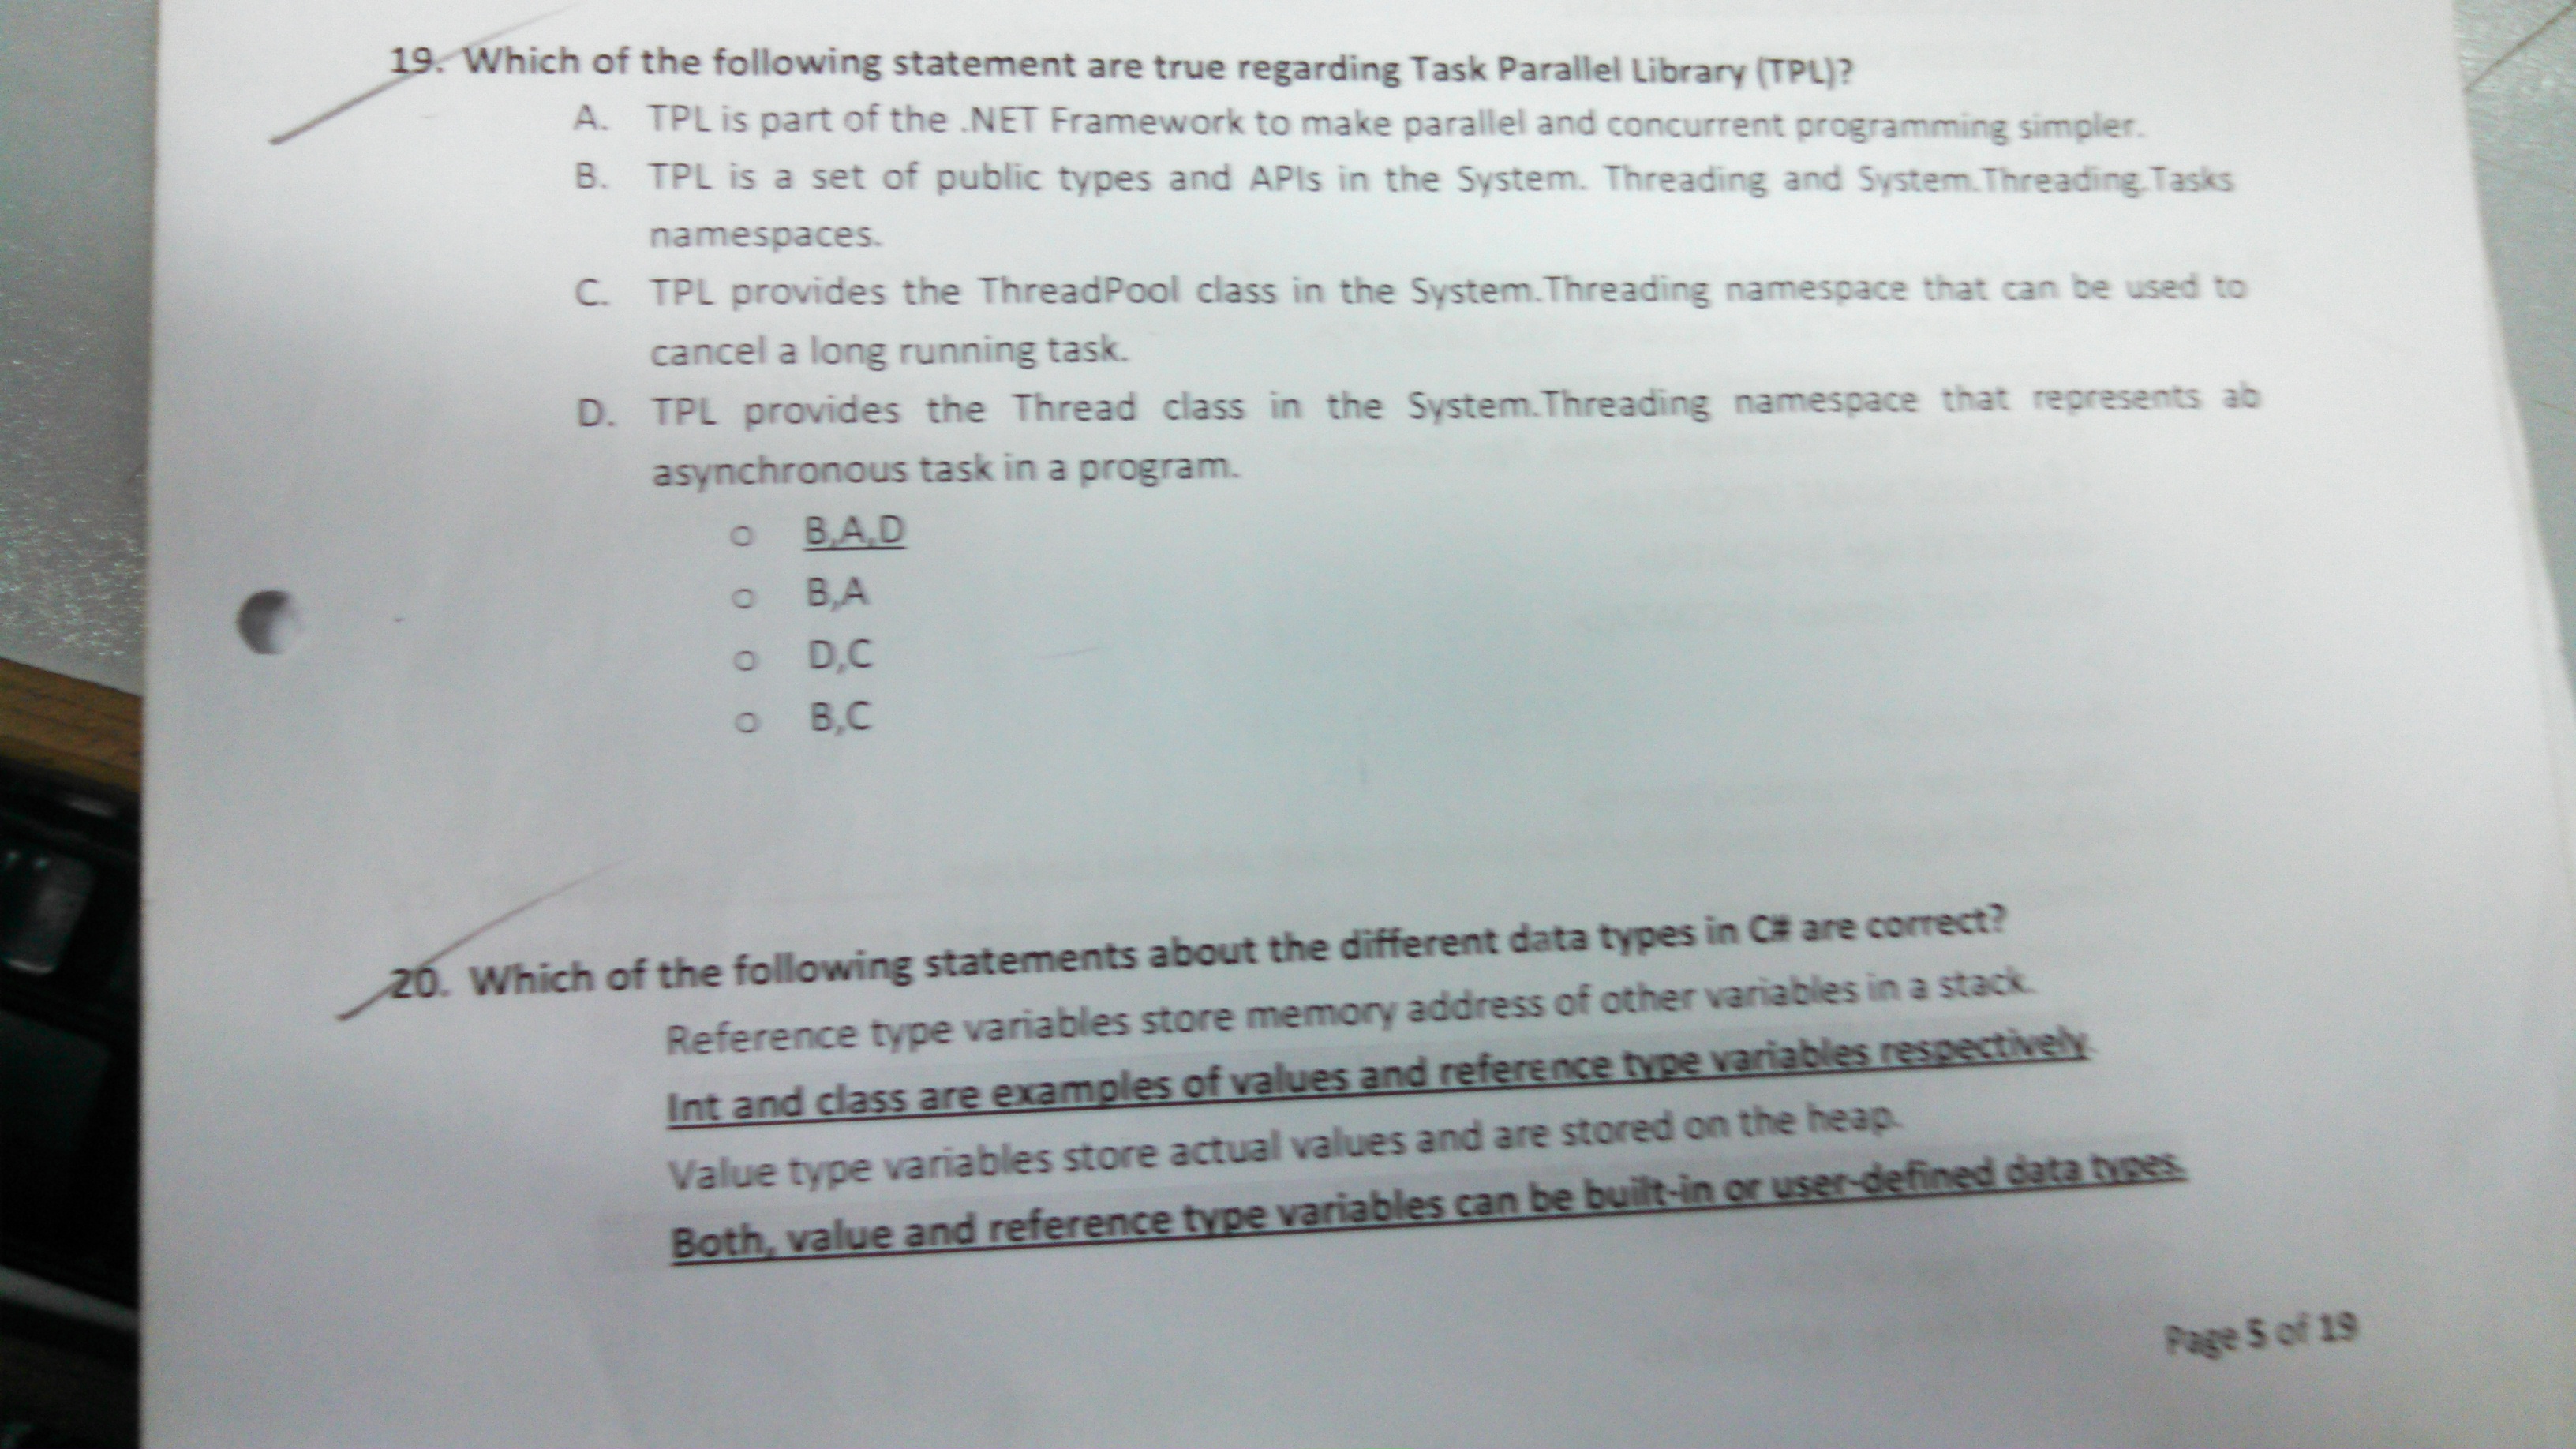 19. Which of the following statement are true regarding Task Parallel Library (TPL)?
A. TPL is part of the .NET Framework to make parallel and concurrent programming simpler.
B. TPL is a set of public types and APIs in the System. Threading and System.Threading.Tasks
namespaces.
C. TPL provides the ThreadPool class in the System.Threading namespace that can be used to
cancel a long running task.
D. TPL provides the Thread class in the System.Threading namespace that represents ab
asynchronous task in a program.
o B,A,D
o B,A
o D,C
o B,C
20. Which of the following statements about the different data types in C# are correct?
Reference type variables store memory address of other variables in a stack.
Int and class are examples of values and reference type variables respectively.
Value type variables store actual values and are stored on the heap.
Both, value and reference type variables can be built-in or user-defined data types.
Page 5 of 19